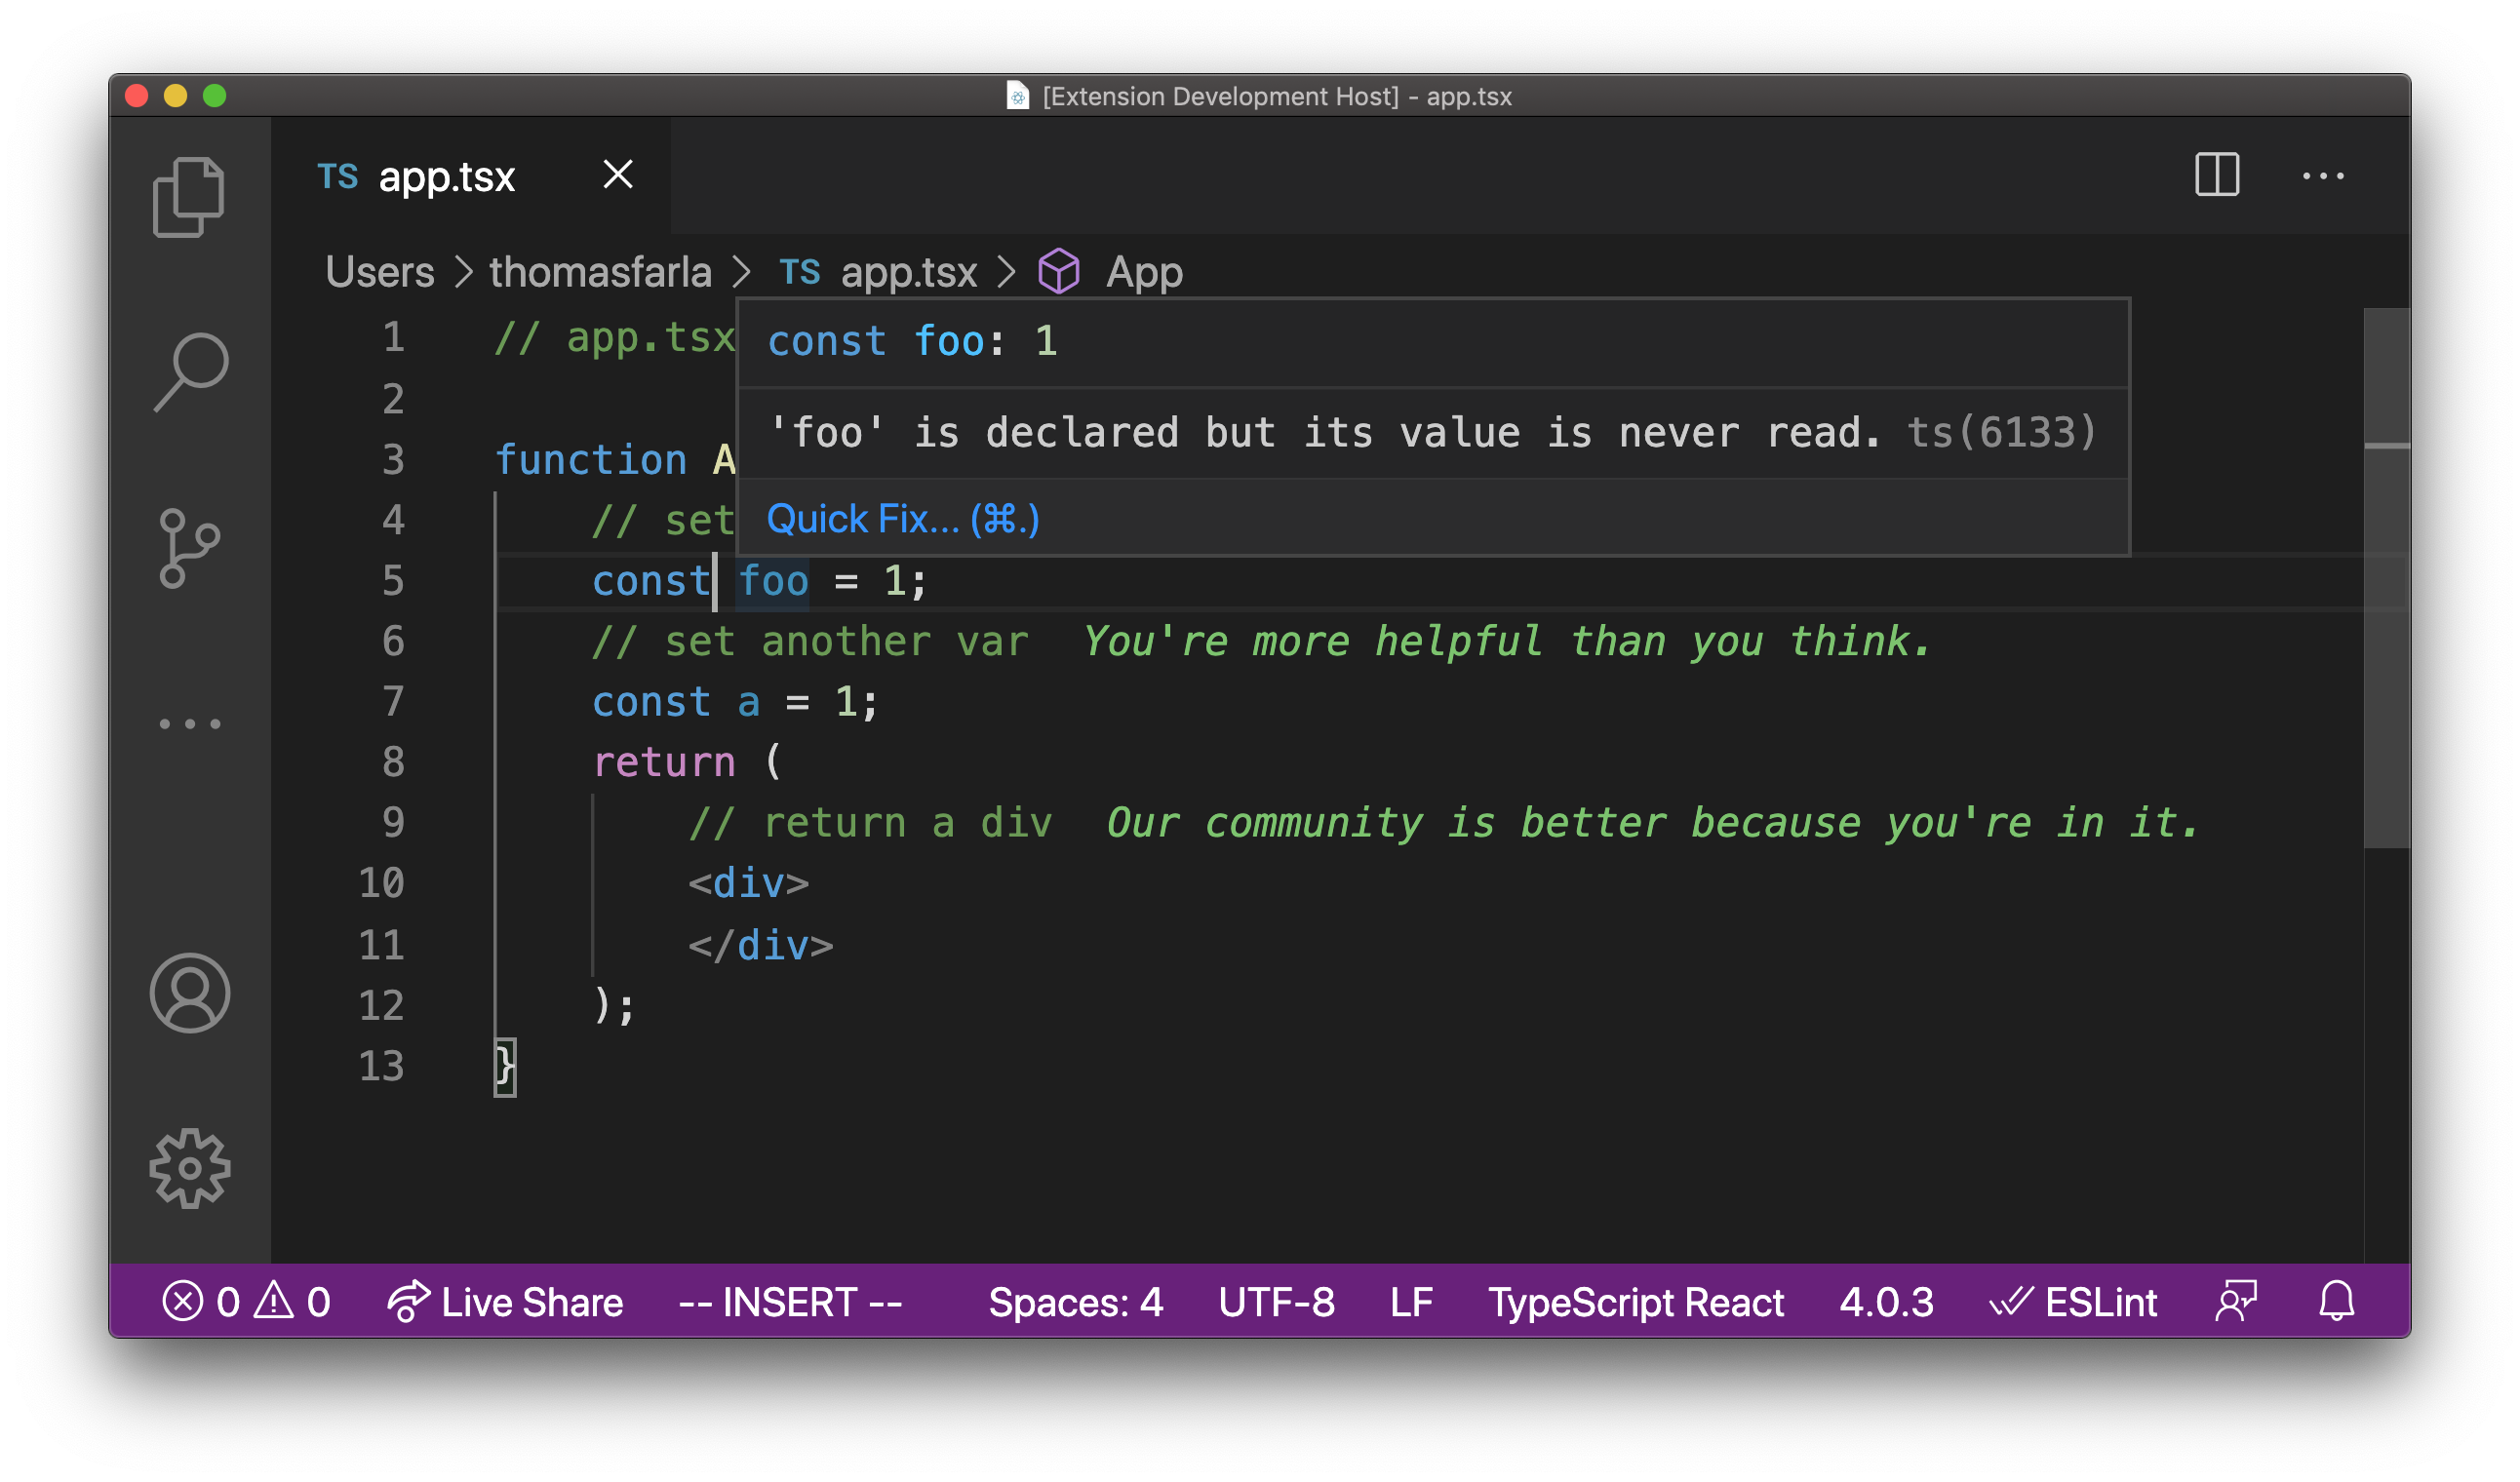 [Extension Development Host] - app.tsx
TS app.tsx
Users > thomasfarla > TS app.tsx > App
1 // app.tsx
const foo: 1
2
'foo' is declared but its value is never read. ts(6133)
3 function A
4 // set
Quick Fix... (⌘.)
5 const foo = 1;
6 // set another var You're more helpful than you think.
7 const a = 1;
8 return (
9 // return a div Our community is better because you're in it.
10 <div>
11 </div>
12 );
13 }
0 0 Live Share -- INSERT -- Spaces: 4 UTF-8 LF TypeScript React 4.0.3 ESLint